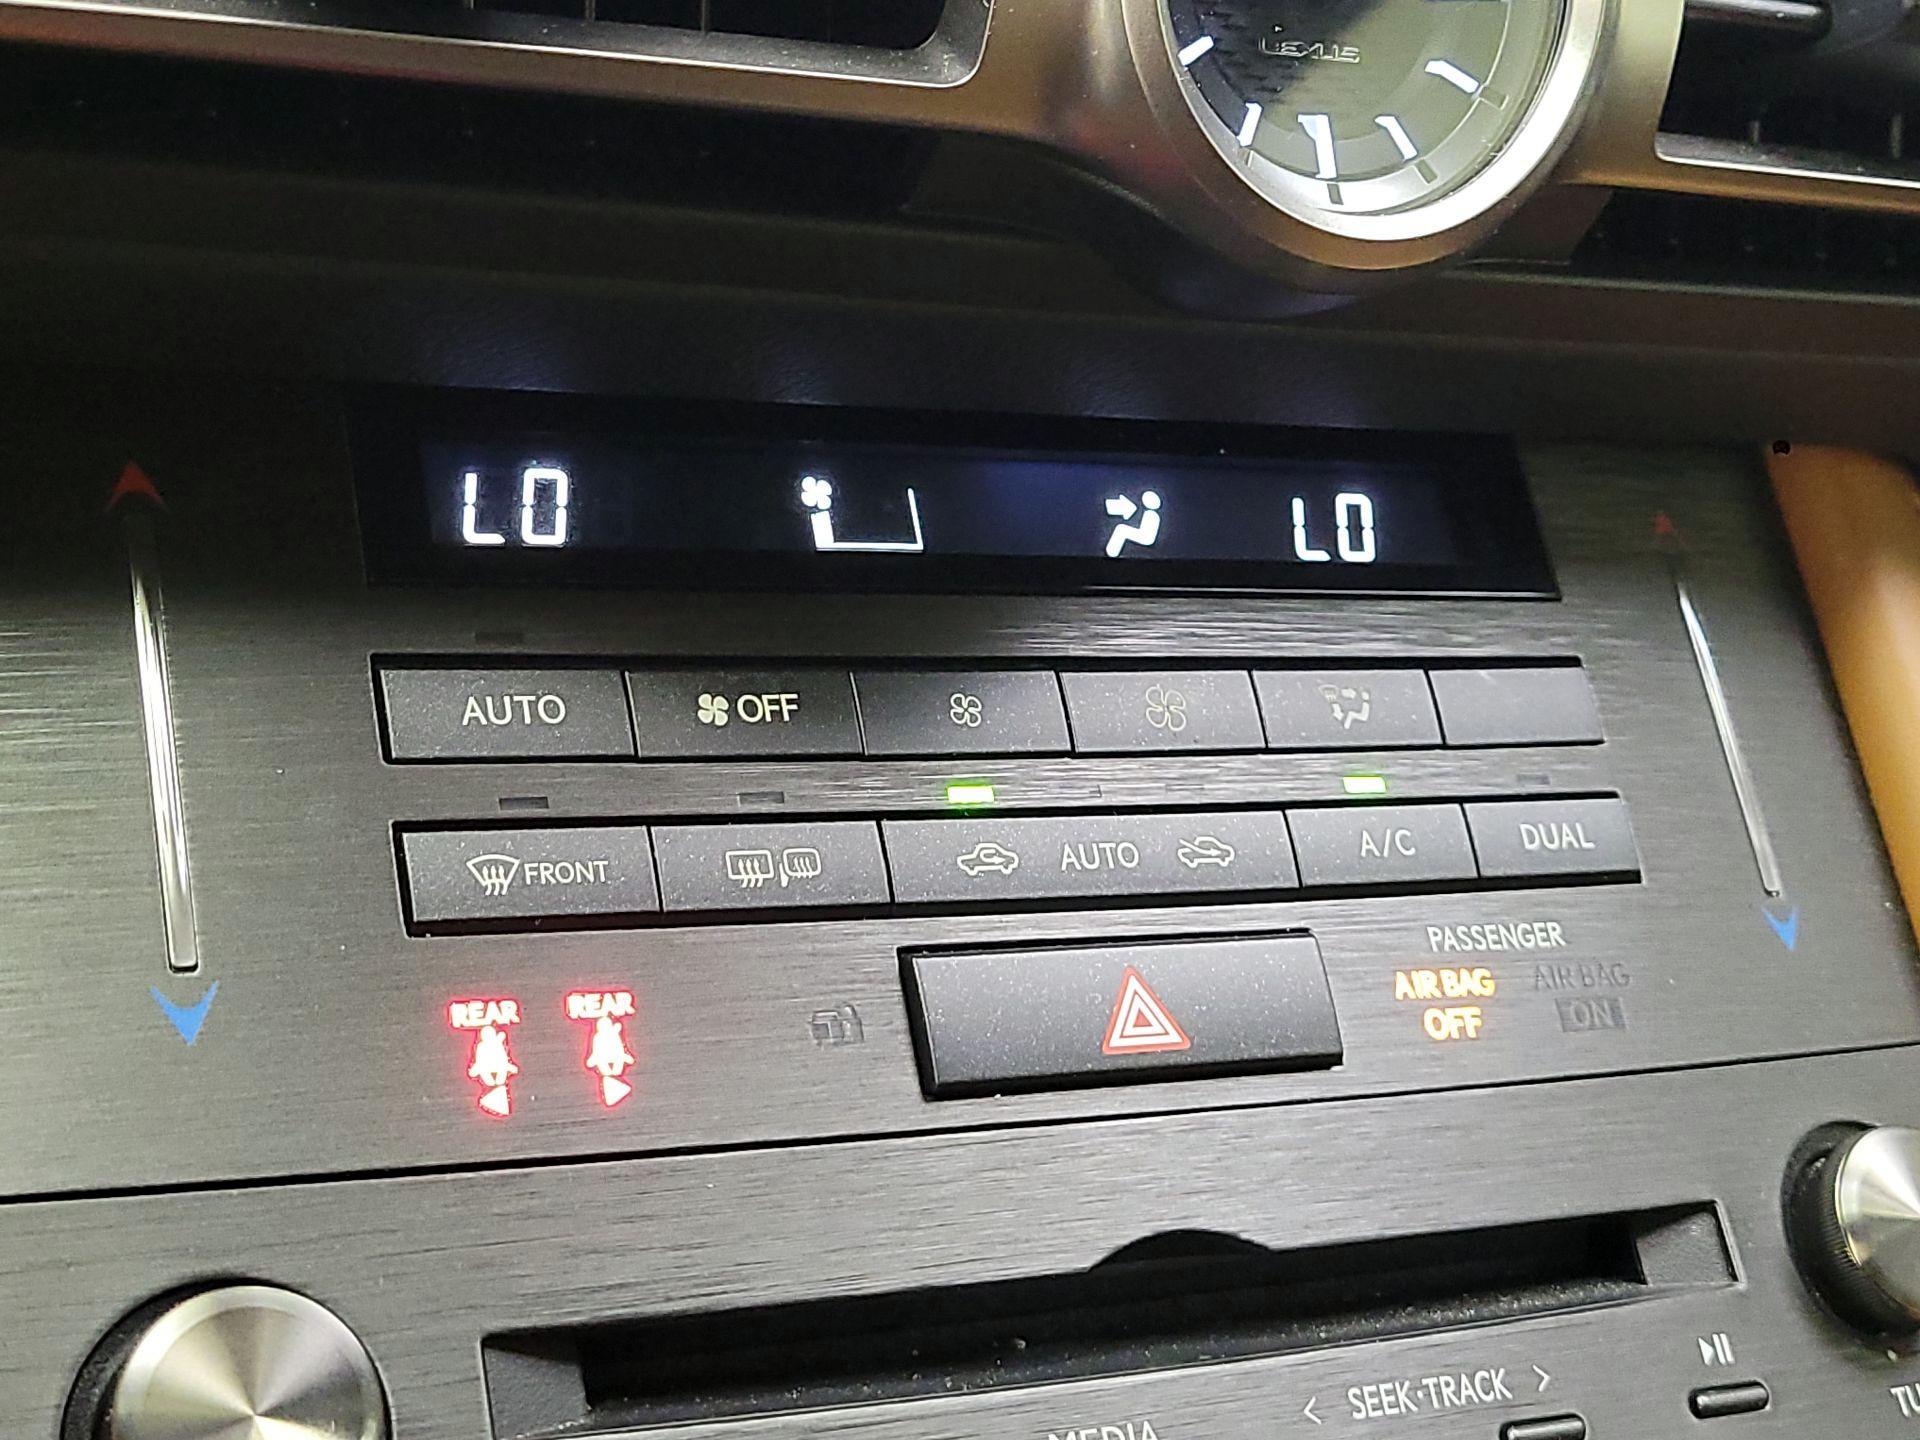 LEXUS
LO LO
AUTO OFF
FRONT AUTO A/C DUAL
PASSENGER
REAR REAR AIR BAG OFF AIR BAG ON
< SEEK·TRACK >
MEDIA